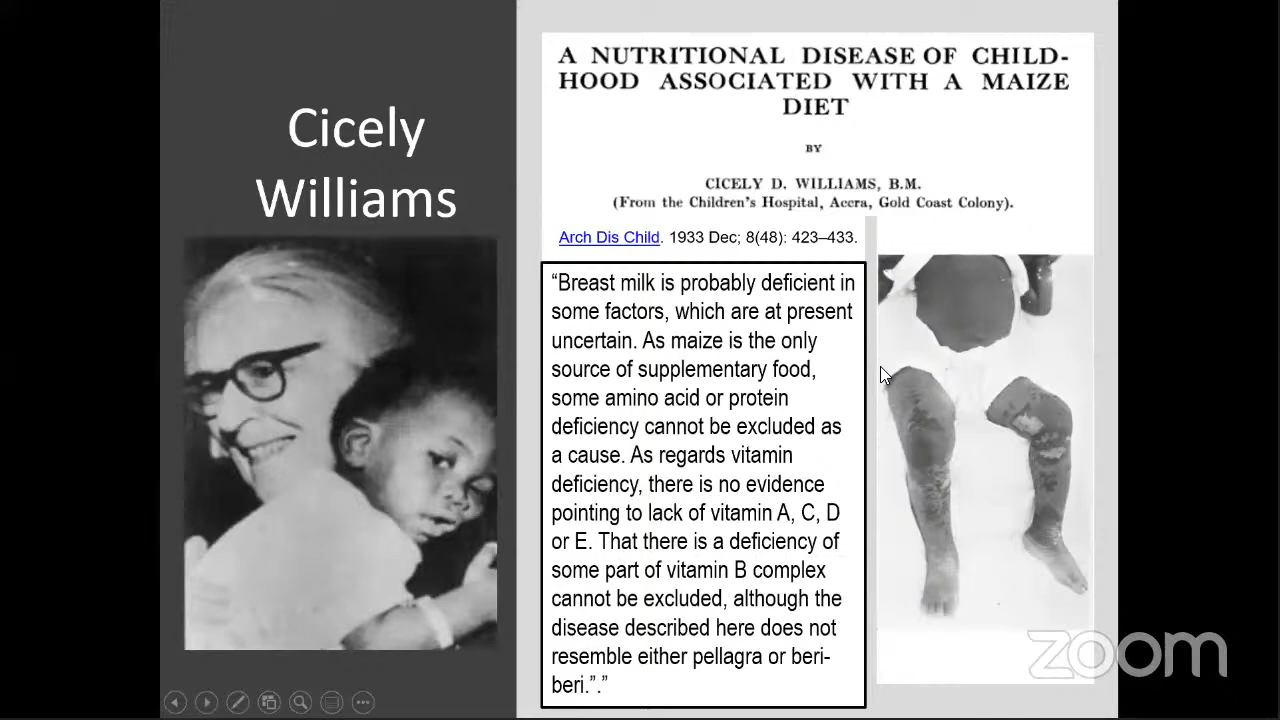 Cicely
Williams
A NUTRITIONAL DISEASE OF CHILD-
HOOD ASSOCIATED WITH A MAIZE
DIET
BY
CICELY D. WILLIAMS, B.M.
(From the Children's Hospital, Accra, Gold Coast Colony).
Arch Dis Child. 1933 Dec; 8(48): 423–433.
“Breast milk is probably deficient in
some factors, which are at present
uncertain. As maize is the only
source of supplementary food,
some amino acid or protein
deficiency cannot be excluded as
a cause. As regards vitamin
deficiency, there is no evidence
pointing to lack of vitamin A, C, D
or E. That there is a deficiency of
some part of vitamin B complex
cannot be excluded, although the
disease described here does not
resemble either pellagra or beri-
beri.”.”
zoom